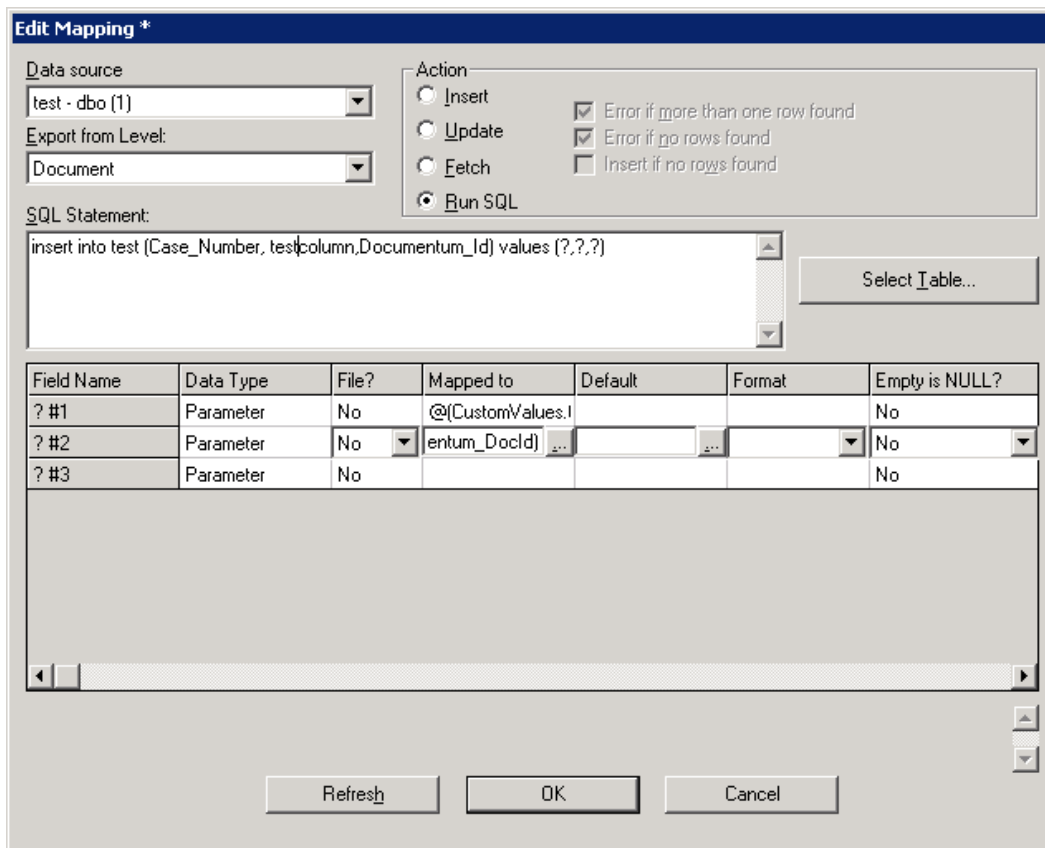 Edit Mapping *
Data source
test - dbo (1)
Export from Level:
Document
Action
Insert
Update
Fetch
Run SQL
Error if more than one row found
Error if no rows found
Insert if no rows found
SQL Statement:
insert into test (Case_Number, testcolumn,Documentum_Id) values (?,?,?)
Select Table...
Field Name Data Type File? Mapped to Default Format Empty is NULL?
? #1 Parameter No @(CustomValues. No
? #2 Parameter No entum_DocId) ... ... No
? #3 Parameter No No
Refresh OK Cancel